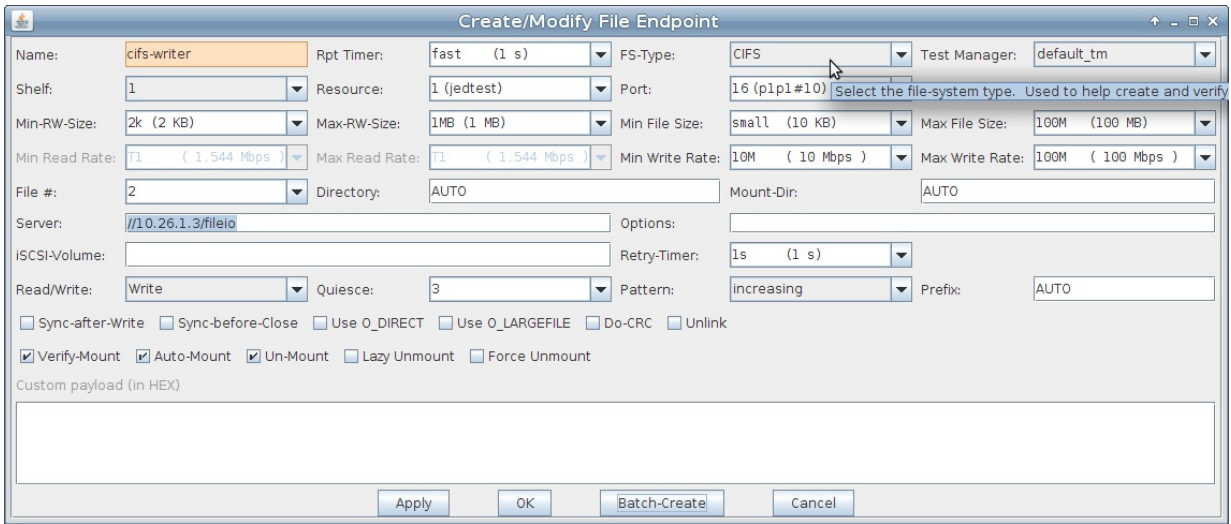 Create/Modify File Endpoint
Name: cifs-writer Rpt Timer: fast (1 s) FS-Type: CIFS Test Manager: default_tm
Shelf: 1 Resource: 1 (jedtest) Port: 16 (p1p1#10) Select the file-system type. Used to help create and verify
Min-RW-Size: 2k (2 KB) Max-RW-Size: 1MB (1 MB) Min File Size: small (10 KB) Max File Size: 100M (100 MB)
Min Read Rate: T1 ( 1.544 Mbps ) Max Read Rate: T1 ( 1.544 Mbps ) Min Write Rate: 10M ( 10 Mbps ) Max Write Rate: 100M ( 100 Mbps )
File #: 2 Directory: AUTO Mount-Dir: AUTO
Server: //10.26.1.3/fileio Options:
iSCSI-Volume: Retry-Timer: 1s (1 s)
Read/Write: Write Quiesce: 3 Pattern: increasing Prefix: AUTO
Sync-after-Write Sync-before-Close Use O_DIRECT Use O_LARGEFILE Do-CRC Unlink
Verify-Mount Auto-Mount Un-Mount Lazy Unmount Force Unmount
Custom payload (in HEX)
Apply OK Batch-Create Cancel